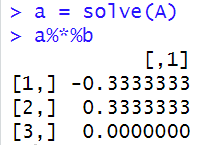 > a = solve(A)
> a%*%b
[,1]
[1,] -0.3333333
[2,] 0.3333333
[3,] 0.0000000